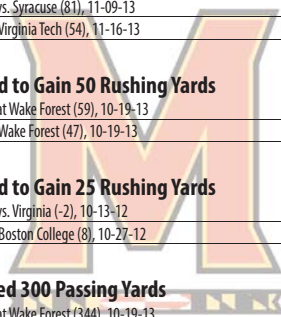 vs. Syracuse (81), 11-09-13
Virginia Tech (54), 11-16-13
d to Gain 50 Rushing Yards
at Wake Forest (59), 10-19-13
Wake Forest (47), 10-19-13
d to Gain 25 Rushing Yards
vs. Virginia (-2), 10-13-12
Boston College (8), 10-27-12
ed 300 Passing Yards
at Wake Forest (344), 10-19-13